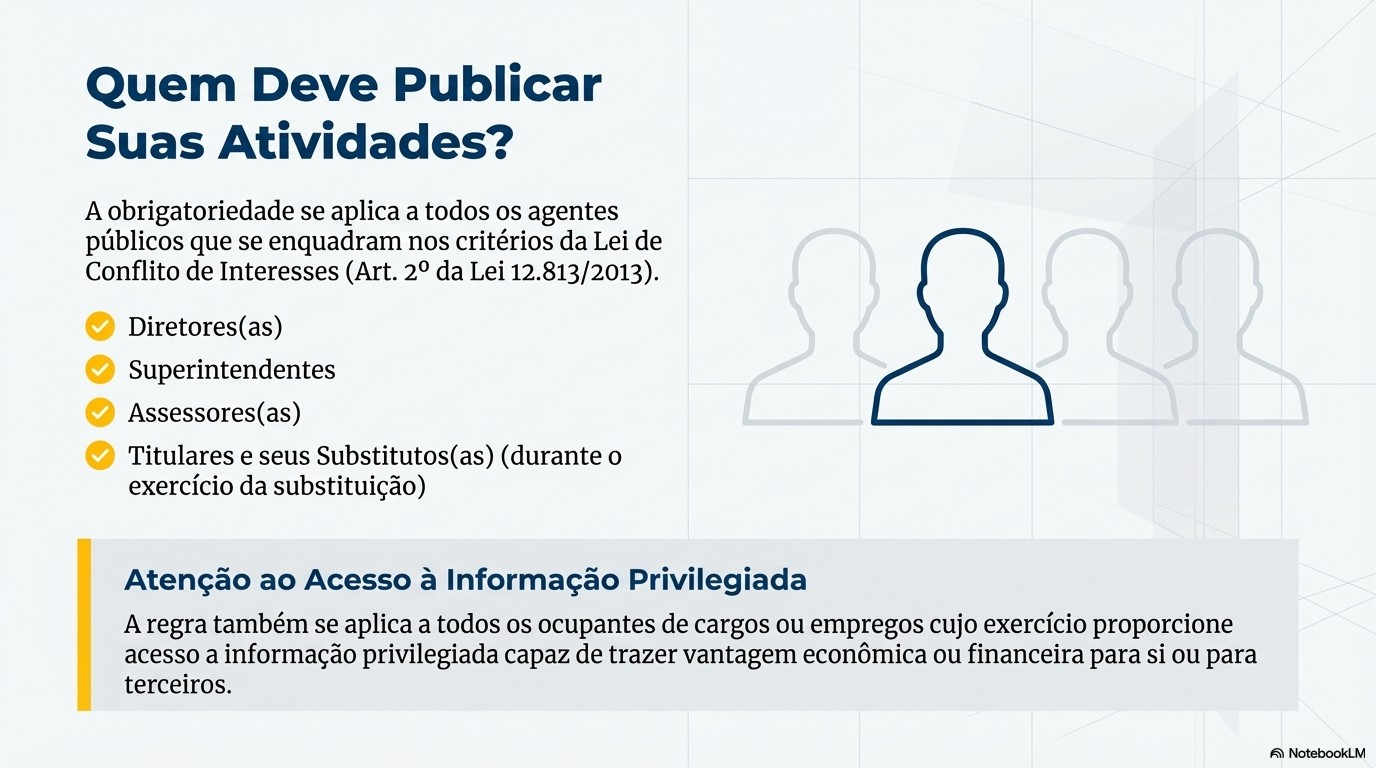 Quem Deve Publicar
Suas Atividades?
A obrigatoriedade se aplica a todos os agentes
públicos que se enquadram nos critérios da Lei de
Conflito de Interesses (Art. 2º da Lei 12.813/2013).
Diretores(as)
Superintendentes
Assessores(as)
Titulares e seus Substitutos(as) (durante o
exercício da substituição)
Atenção ao Acesso à Informação Privilegiada
A regra também se aplica a todos os ocupantes de cargos ou empregos cujo exercício proporcione
acesso a informação privilegiada capaz de trazer vantagem econômica ou financeira para si ou para
terceiros.
NotebookLM